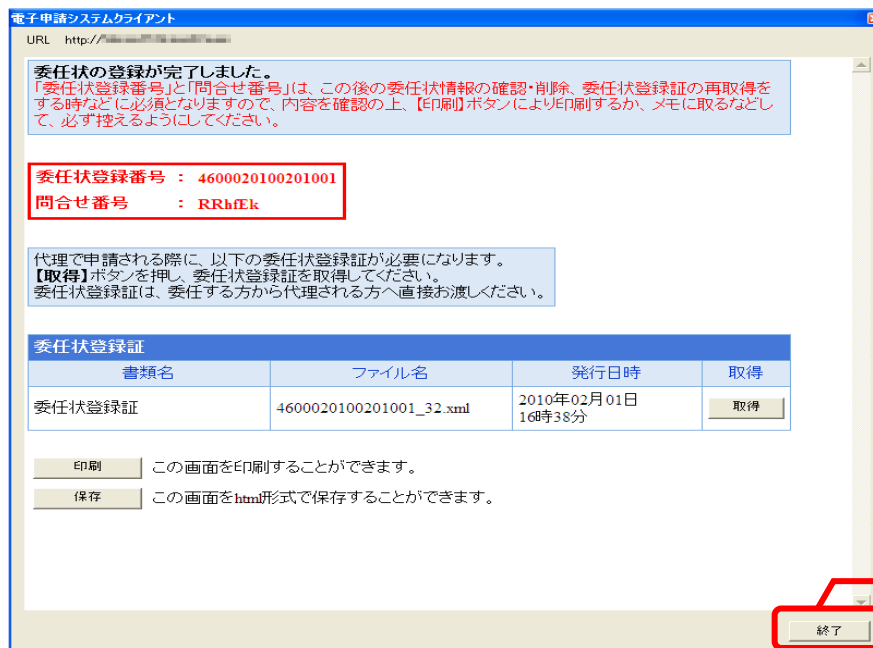 電子申請システムクライアント
URL http://
委任状の登録が完了しました。
「委任状登録番号」と「問合せ番号」は、この後の委任状情報の確認・削除、委任状登録証の再取得を
する時などに必須となりますので、内容を確認の上、【印刷】ボタンにより印刷するか、メモに取るなどし
て、必ず控えるようにしてください。
委任状登録番号 : 4600020100201001
問合せ番号 : RRhfEk
代理で申請される際に、以下の委任状登録証が必要になります。
【取得】ボタンを押し、委任状登録証を取得してください。
委任状登録証は、委任する方から代理される方へ直接お渡しください。
委任状登録証
書類名 ファイル名 発行日時 取得
委任状登録証 4600020100201001_32.xml 2010年02月01日 取得
16時38分
印刷 この画面を印刷することができます。
保存 この画面をhtml形式で保存することができます。
終了